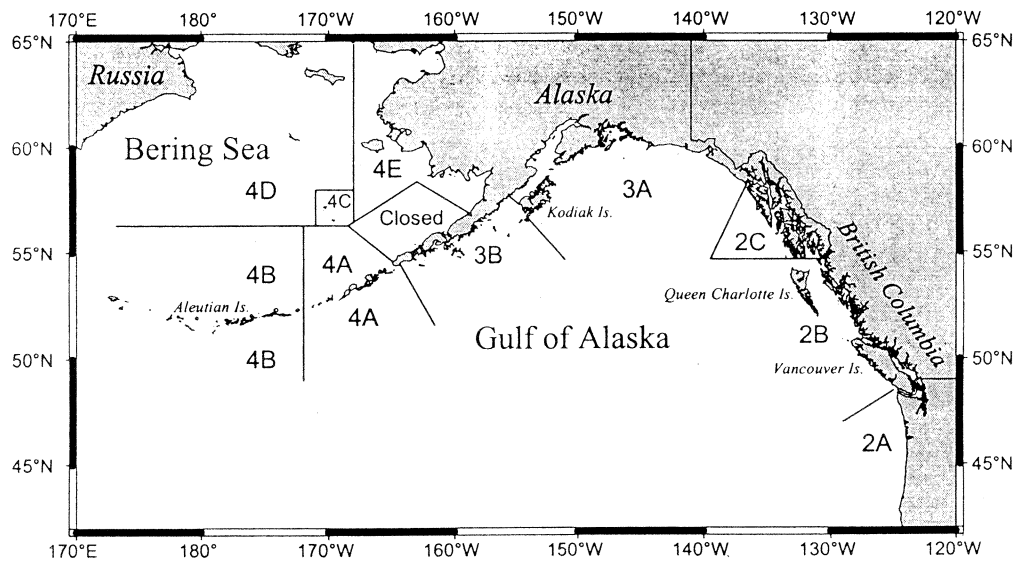 170°E 180° 170°W 160°W 150°W 140°W 130°W 120°W
65°N 65°N
Russia
Alaska
60°N 60°N
Bering Sea
4E
4D
4C
3A
Closed
Kodiak Is.
British Columbia
2C
3B
55°N 55°N
4B
4A
Queen Charlotte Is.
Aleutian Is.
4A
2B
Gulf of Alaska
50°N 50°N
4B
Vancouver Is.
2A
45°N 45°N
170°E 180° 170°W 160°W 150°W 140°W 130°W 120°W